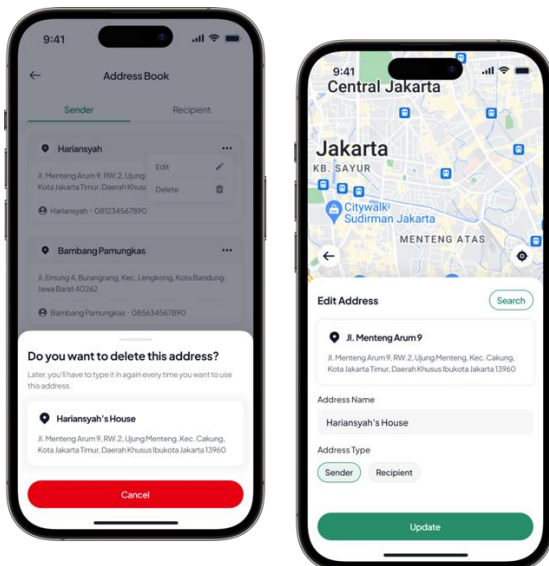 9:41
Address Book
Sender
Recipient
Hariansyah
Jl. Menteng Arum 9, RW. 2, Ujung
Kota Jakarta Timur, Daerah Khusu
Edit
Delete
Hariansyah • 081234567890
Bambang Pamungkas
Jl. Emung 4, Burangrang, Kec. Lengkong, Kota Bandung,
Jawa Barat 40262
Bambang Pamungkas • 085634567890
Do you want to delete this address?
Later, you'll have to type it in again every time you want to use
this address.
Hariansyah's House
Jl. Menteng Arum 9, RW. 2, Ujung Menteng, Kec. Cakung,
Kota Jakarta Timur, Daerah Khusus Ibukota Jakarta 13960
Cancel
9:41
Central Jakarta
Jakarta
KB. SAYUR
Citywalk
Sudirman Jakarta
MENTENG ATAS
Edit Address
Search
Jl. Menteng Arum 9
Jl. Menteng Arum 9, RW. 2, Ujung Menteng, Kec. Cakung,
Kota Jakarta Timur, Daerah Khusus Ibukota Jakarta 13960
Address Name
Hariansyah's House
Address Type
Sender
Recipient
Update